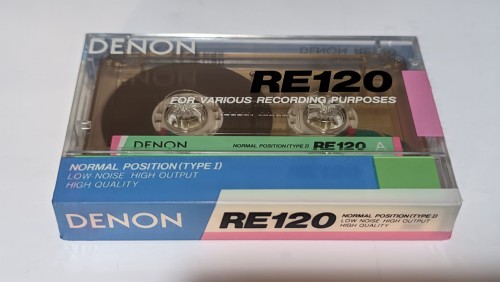 DENON
RE120
FOR VARIOUS RECORDING PURPOSES
DENON NORMAL POSITION(TYPE I) RE120 A
NORMAL POSITION(TYPE I)
LOW NOISE HIGH OUTPUT
HIGH QUALITY
DENON RE120 NORMAL POSITION(TYPE I)
LOW NOISE HIGH OUTPUT
HIGH QUALITY